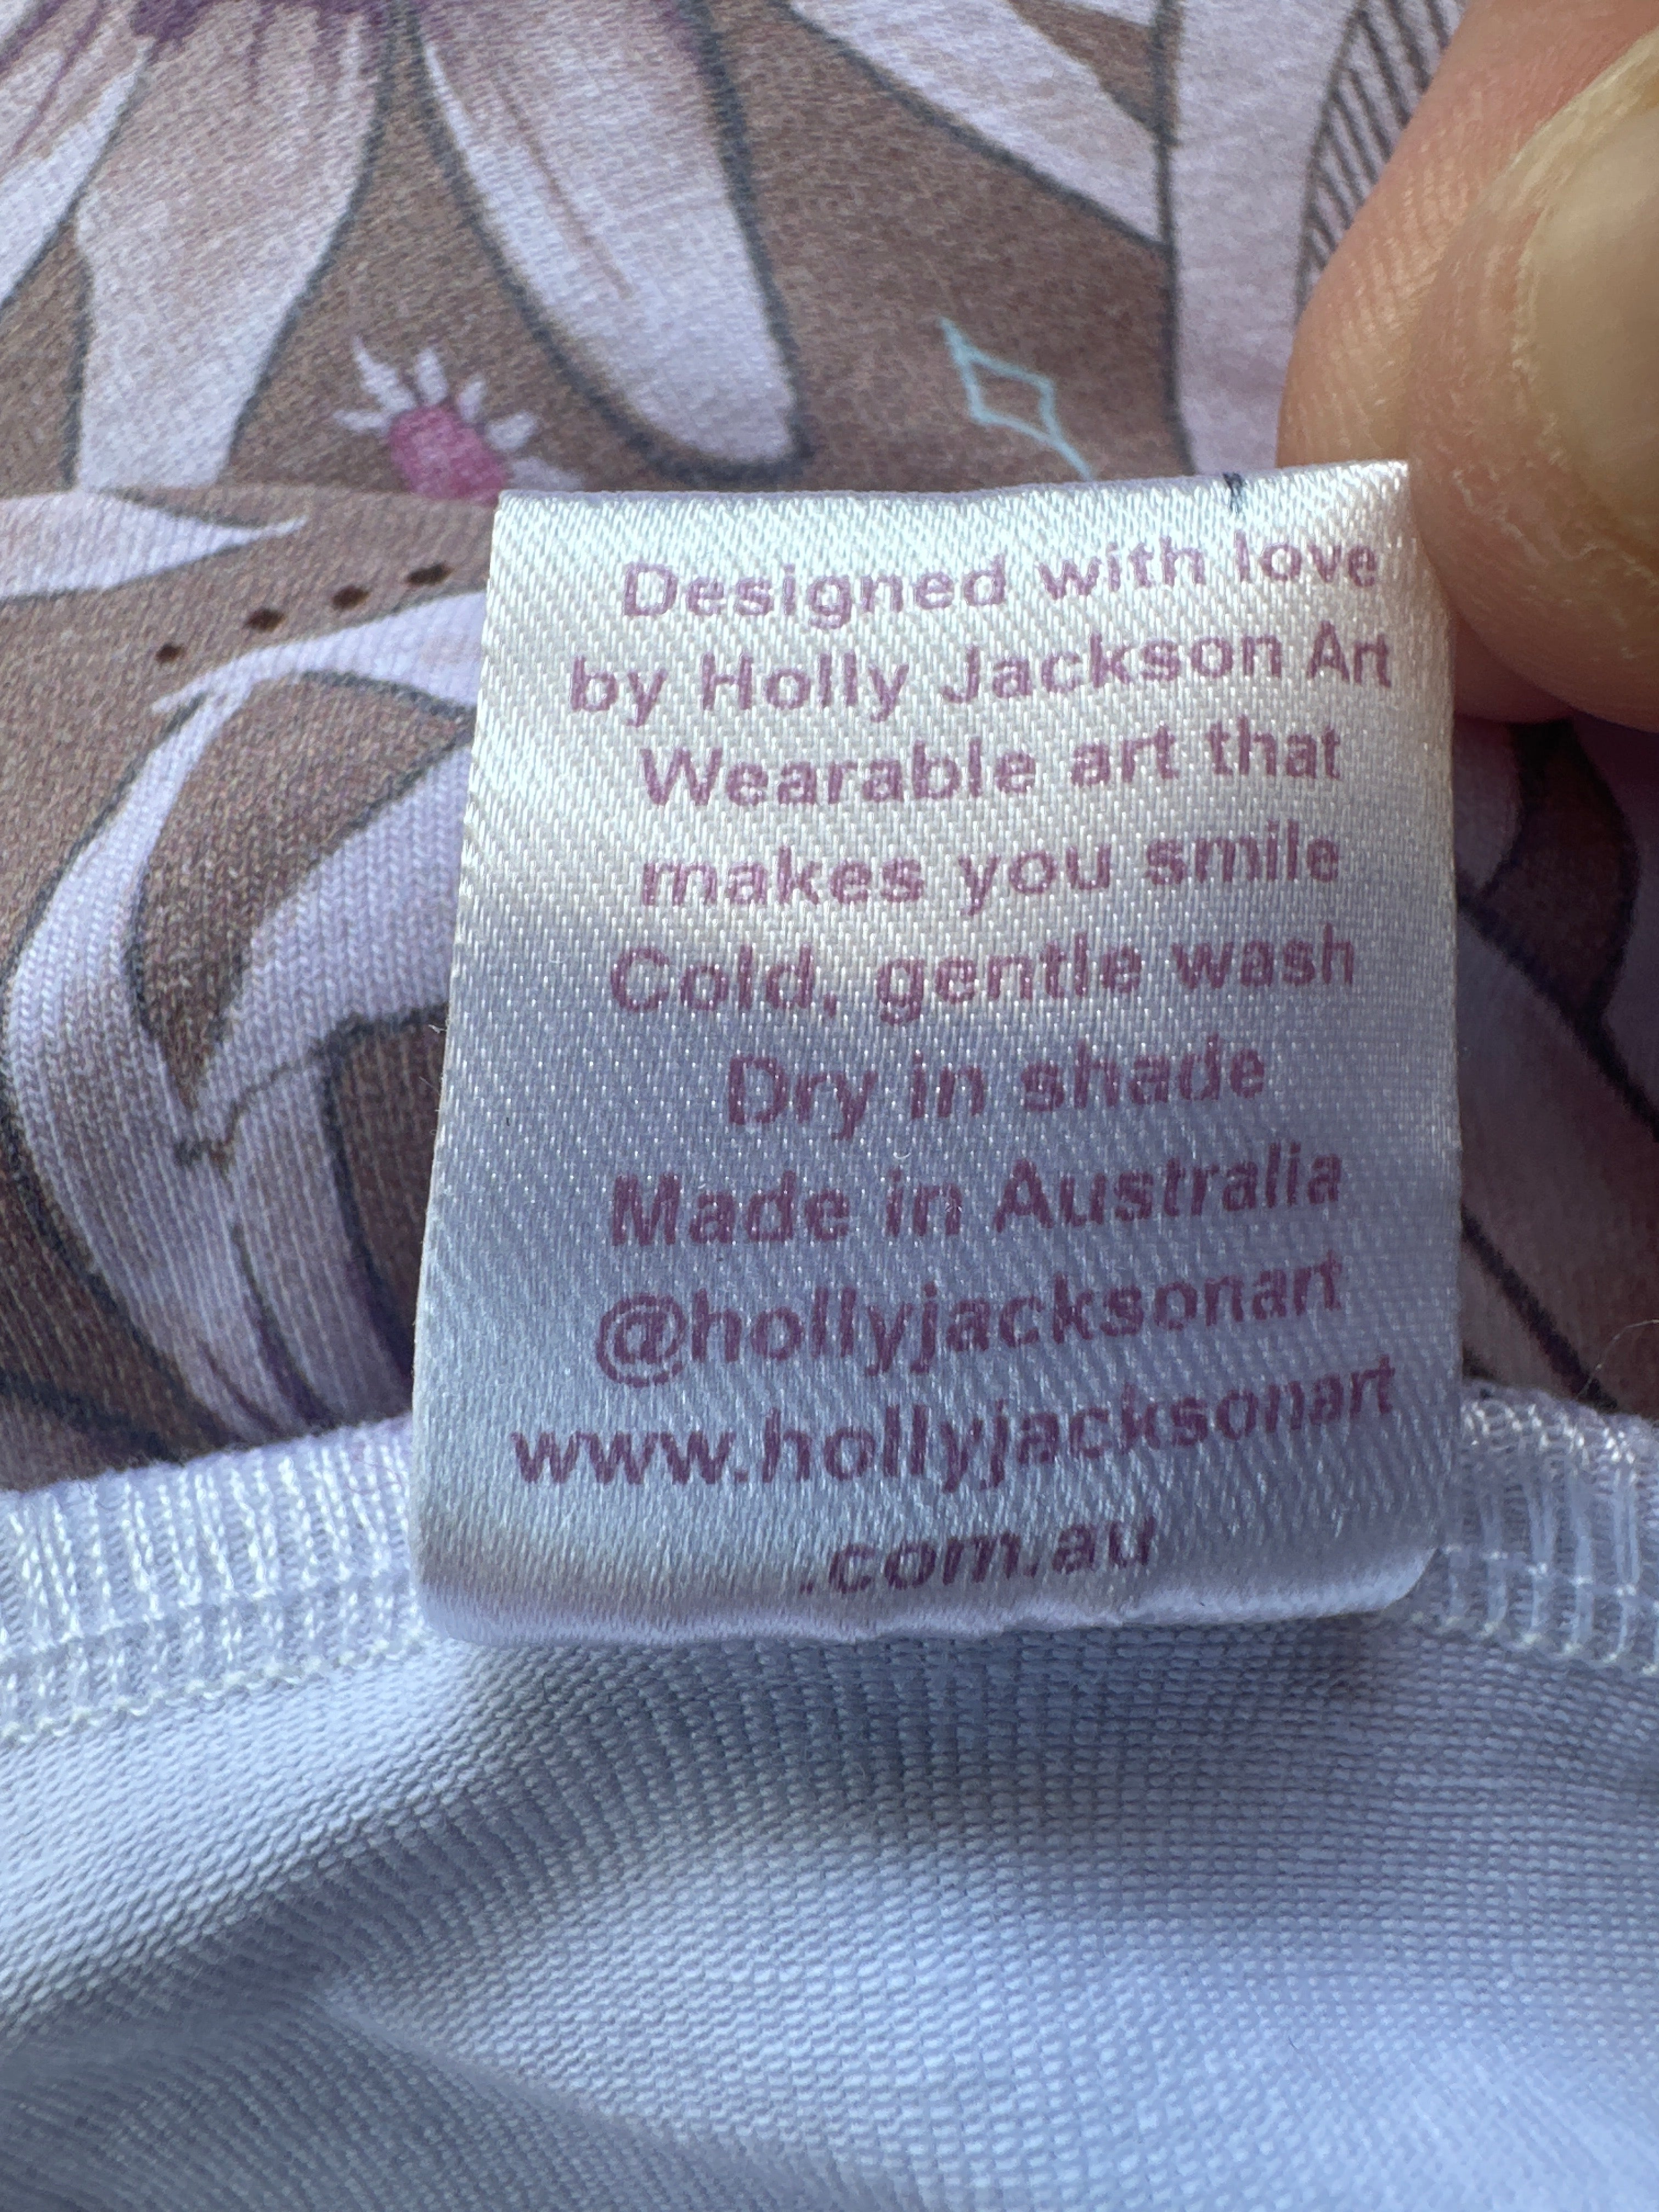 Designed with love
by Holly Jackson Art
Wearable art that
makes you smile
Cold, gentle wash
Dry in shade
Made in Australia
@hollyjacksonart
www.hollyjacksonart
.com.au